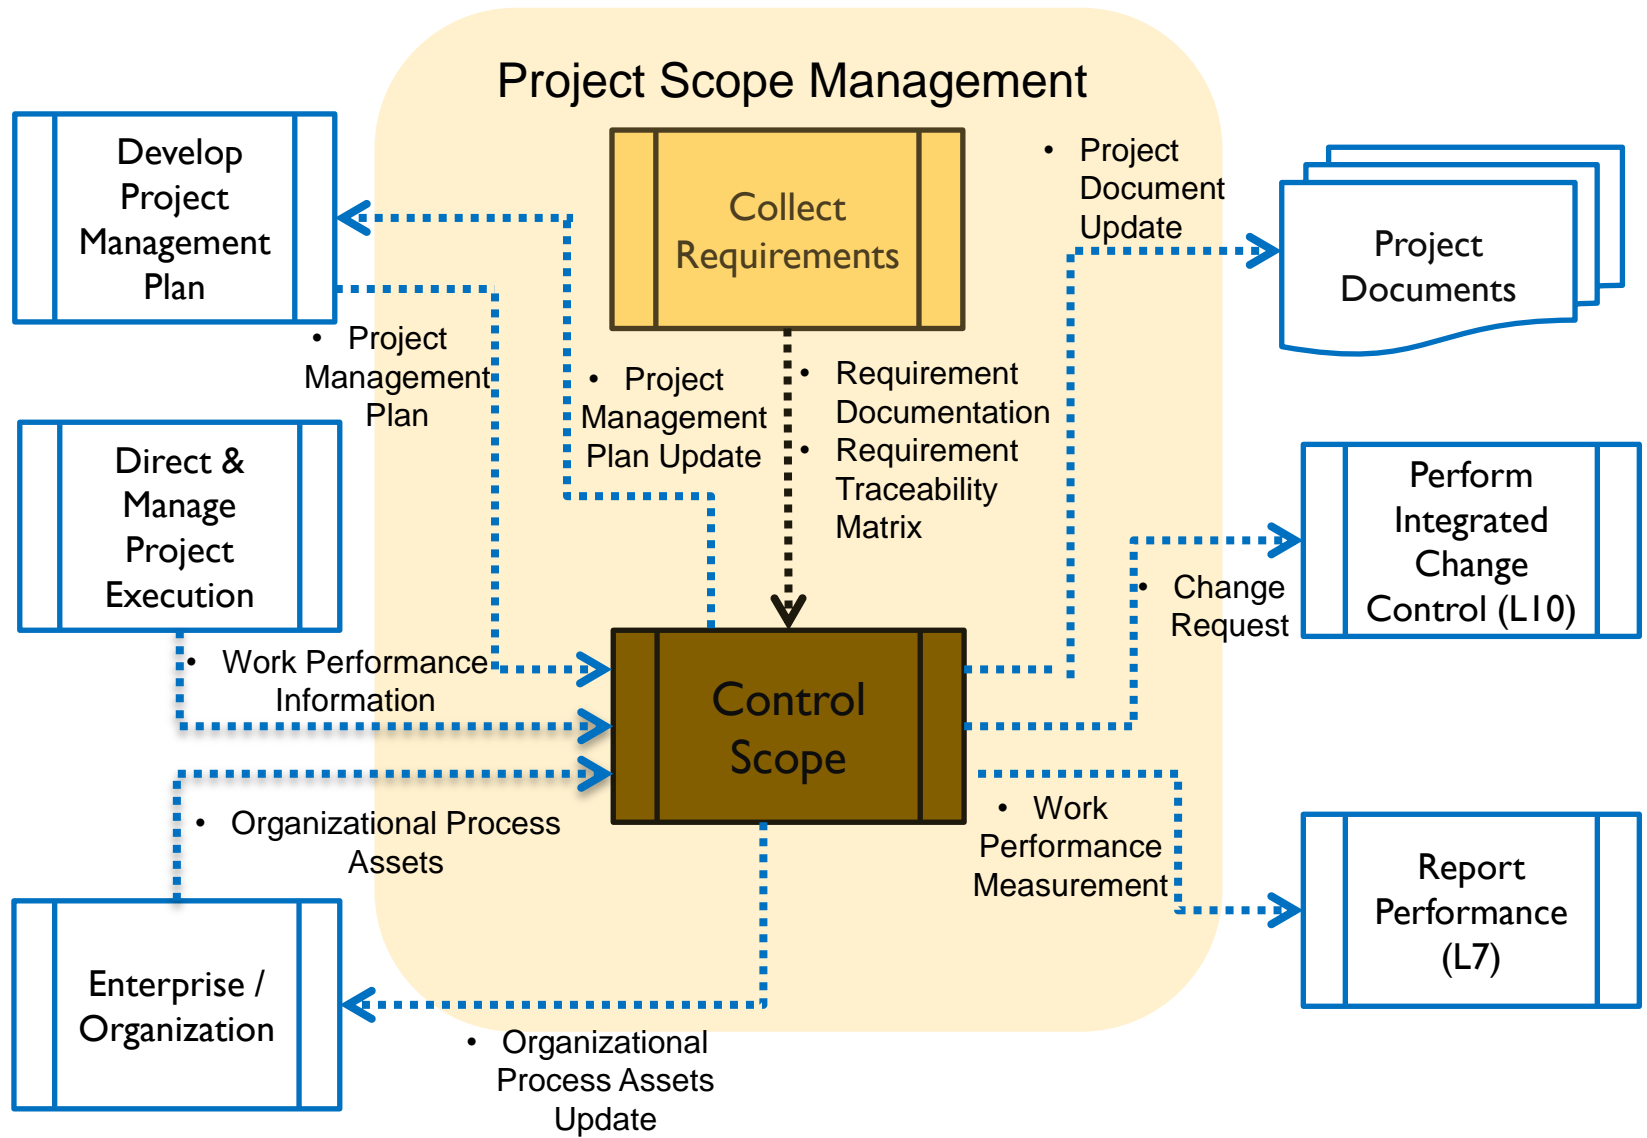 Project Scope Management
Develop
Project
Management
Plan
Collect
Requirements
• Project
Document
Update
Project
Documents
• Project
Management
Plan
• Project
Management
Plan Update
• Requirement
Documentation
• Requirement
Traceability
Matrix
Direct &
Manage
Project
Execution
Perform
Integrated
Change
Control (L10)
• Change
Request
• Work Performance
Information
Control
Scope
• Organizational Process
Assets
• Work
Performance
Measurement
Report
Performance
(L7)
Enterprise /
Organization
• Organizational
Process Assets
Update